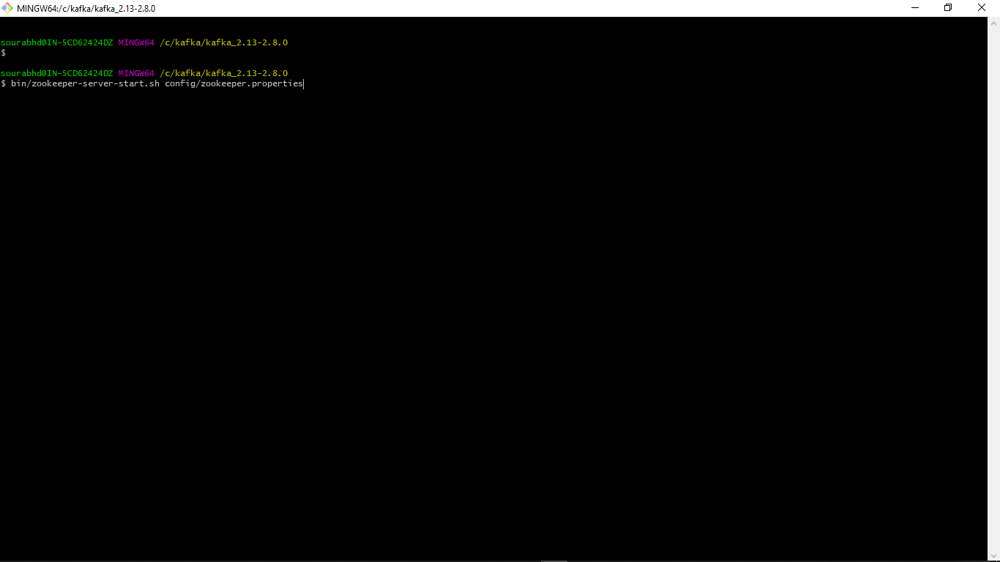 MINGW64:/c/kafka/kafka_2.13-2.8.0
sourabhd@IN-5CD62424DZ MINGW64 /c/kafka/kafka_2.13-2.8.0
$
sourabhd@IN-5CD62424DZ MINGW64 /c/kafka/kafka_2.13-2.8.0
$ bin/zookeeper-server-start.sh config/zookeeper.properties